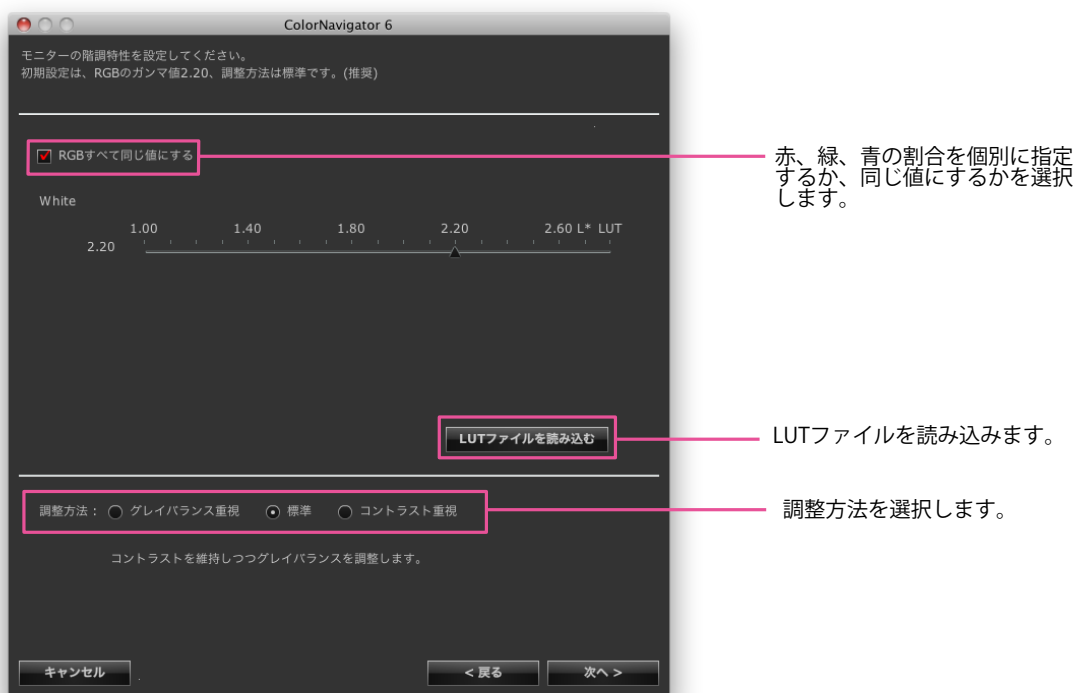 ColorNavigator 6
モニターの階調特性を設定してください。
初期設定は、RGBのガンマ値2.20、調整方法は標準です。(推奨)
RGBすべて同じ値にする
赤、緑、青の割合を個別に指定
するか、同じ値にするかを選択
します。
White
1.00 1.40 1.80 2.20 2.60 L* LUT
2.20
LUTファイルを読み込む
LUTファイルを読み込みます。
調整方法： グレイバランス重視 標準 コントラスト重視
調整方法を選択します。
コントラストを維持しつつグレイバランスを調整します。
キャンセル < 戻る 次へ >